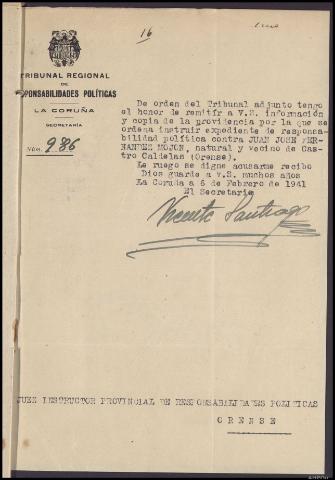 16
TRIBUNAL REGIONAL
DE
RESPONSABILIDADES POLÍTICAS
LA CORUÑA
SECRETARÍA
NÚM. 986
De orden del Tribunal adjunto tengo
el honor de remitir a V.S. información
y copia de la providencia por la que se
ordena instruir expediente de responsa-
bilidad política contra JUAN JOSE FER-
NANDEZ MOJON, natural y vecino de Cas-
tro Caldelas (Orense).
Le ruego se digne acusarme recibo
Dios guarde a V.S. muchos años
La Coruña a 6 de Febrero de 1941
El Secretario
Vicente Santiago
JUEZ INSTRUCTOR PROVINCIAL DE RESPONSABILIDADES POLITICAS
ORENSE